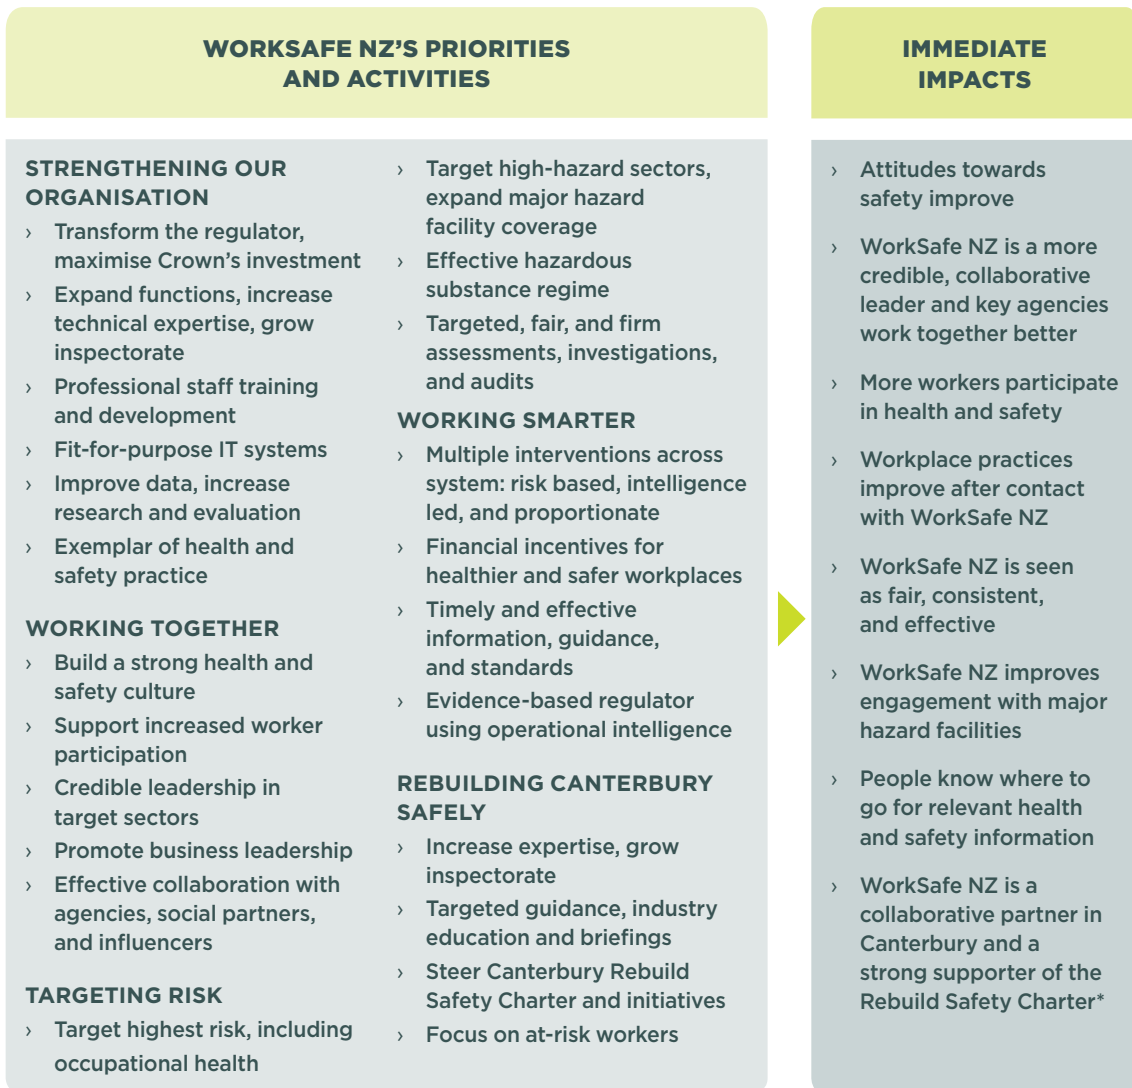 WORKSAFE NZ'S PRIORITIES
AND ACTIVITIES
STRENGTHENING OUR
ORGANISATION
› Transform the regulator,
maximise Crown's investment
› Expand functions, increase
technical expertise, grow
inspectorate
› Professional staff training
and development
› Fit-for-purpose IT systems
› Improve data, increase
research and evaluation
› Exemplar of health and
safety practice
WORKING TOGETHER
› Build a strong health and
safety culture
› Support increased worker
participation
› Credible leadership in
target sectors
› Promote business leadership
› Effective collaboration with
agencies, social partners,
and influencers
TARGETING RISK
› Target highest risk, including
occupational health
› Target high-hazard sectors,
expand major hazard
facility coverage
› Effective hazardous
substance regime
› Targeted, fair, and firm
assessments, investigations,
and audits
WORKING SMARTER
› Multiple interventions across
system: risk based, intelligence
led, and proportionate
› Financial incentives for
healthier and safer workplaces
› Timely and effective
information, guidance,
and standards
› Evidence-based regulator
using operational intelligence
REBUILDING CANTERBURY
SAFELY
› Increase expertise, grow
inspectorate
› Targeted guidance, industry
education and briefings
› Steer Canterbury Rebuild
Safety Charter and initiatives
› Focus on at-risk workers
IMMEDIATE
IMPACTS
› Attitudes towards
safety improve
› WorkSafe NZ is a more
credible, collaborative
leader and key agencies
work together better
› More workers participate
in health and safety
› Workplace practices
improve after contact
with WorkSafe NZ
› WorkSafe NZ is seen
as fair, consistent,
and effective
› WorkSafe NZ improves
engagement with major
hazard facilities
› People know where to
go for relevant health
and safety information
› WorkSafe NZ is a
collaborative partner in
Canterbury and a
strong supporter of the
Rebuild Safety Charter*